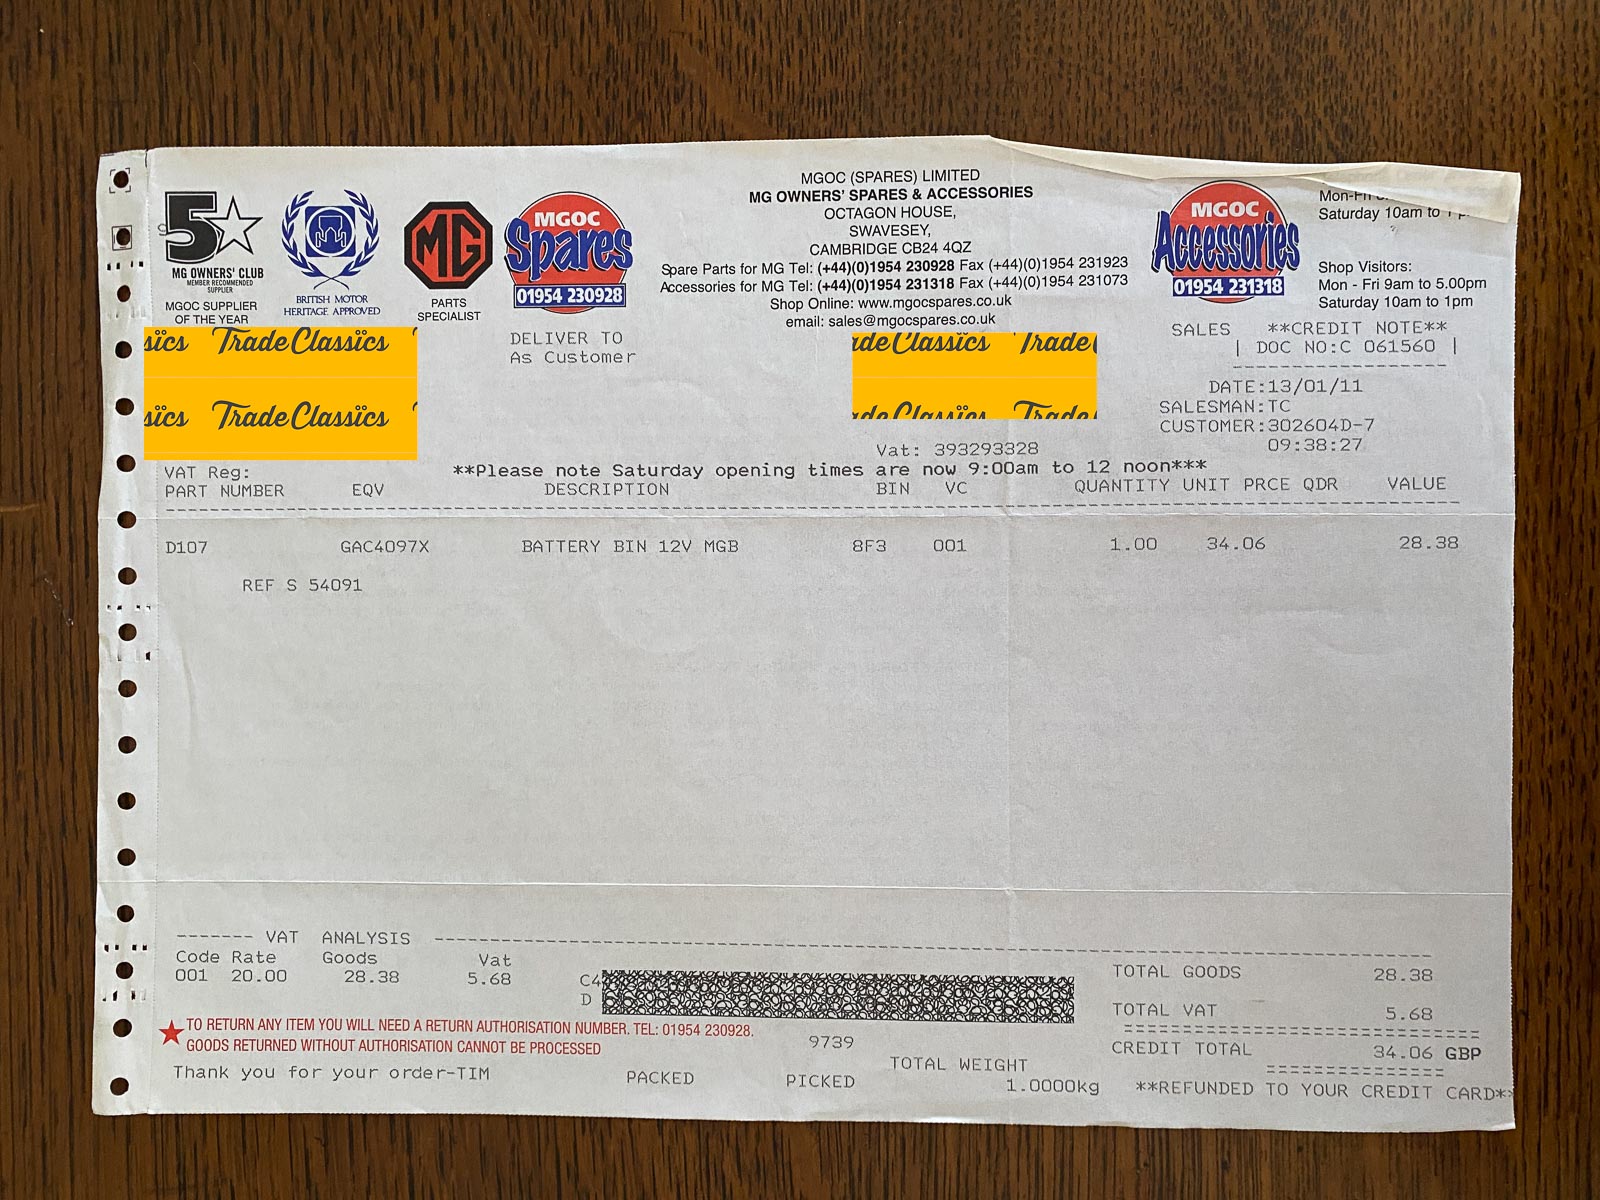 5
MG OWNERS' CLUB
MEMBER RECOMMENDED
SUPPLIER
MGOC SUPPLIER
OF THE YEAR
BRITISH MOTOR
HERITAGE APPROVED
MG
PARTS
SPECIALIST
MGOC
Spares
01954 230928
MGOC (SPARES) LIMITED
MG OWNERS' SPARES & ACCESSORIES
OCTAGON HOUSE,
SWAVESEY,
CAMBRIDGE CB24 4QZ
Spare Parts for MG Tel: (+44)(0)1954 230928 Fax (+44)(0)1954 231923
Accessories for MG Tel: (+44)(0)1954 231318 Fax (+44)(0)1954 231073
Shop Online: www.mgocspares.co.uk
email: sales@mgocspares.co.uk
MGOC
Accessories
01954 231318
Mon-Fri
Saturday 10am to 1
Shop Visitors:
Mon - Fri 9am to 5.00pm
Saturday 10am to 1pm
TradeClassics
TradeClassics
DELIVER TO
As Customer
SALES **CREDIT NOTE**
| DOC NO:C 061560 |
DATE:13/01/11
SALESMAN:TC
CUSTOMER:302604D-7
09:38:27
Vat: 393293328
VAT Reg: **Please note Saturday opening times are now 9:00am to 12 noon***
PART NUMBER EQV DESCRIPTION BIN VC QUANTITY UNIT PRCE QDR VALUE
D107 GAC4097X BATTERY BIN 12V MGB 8F3 001 1.00 34.06 28.38
REF S 54091
------- VAT ANALYSIS
Code Rate Goods Vat
001 20.00 28.38 5.68
C4
D
TOTAL GOODS 28.38
TOTAL VAT 5.68
CREDIT TOTAL 34.06 GBP
**REFUNDED TO YOUR CREDIT CARD**
TO RETURN ANY ITEM YOU WILL NEED A RETURN AUTHORISATION NUMBER. TEL: 01954 230928.
GOODS RETURNED WITHOUT AUTHORISATION CANNOT BE PROCESSED
Thank you for your order-TIM
PACKED
9739
PICKED
TOTAL WEIGHT
1.0000kg